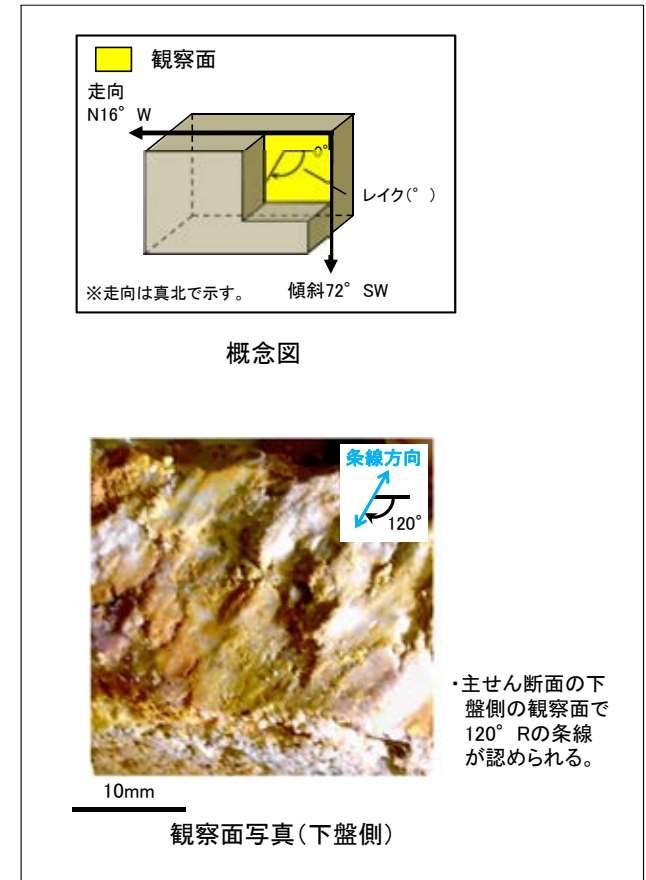 観察面
走向
N16° W
0°
レイク(° )
※走向は真北で示す。
傾斜72° SW
概念図
条線方向
120°
・主せん断面の下
盤側の観察面で
120° Rの条線
が認められる。
10mm
観察面写真(下盤側)